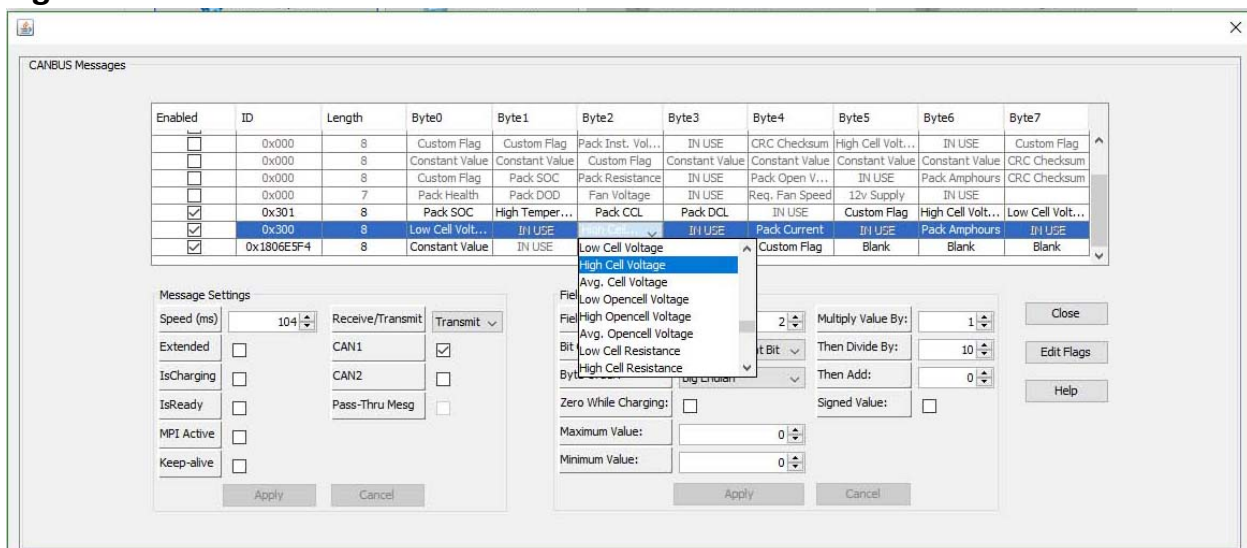 CANBUS Messages
Enabled ID Length Byte0 Byte1 Byte2 Byte3 Byte4 Byte5 Byte6 Byte7
0x000 8 Custom Flag Custom Flag Pack Inst. Vol... IN USE CRC Checksum High Cell Volt... IN USE Custom Flag
0x000 8 Constant Value Constant Value Custom Flag Constant Value Constant Value Constant Value Constant Value CRC Checksum
0x000 8 Custom Flag Pack SOC Pack Resistance IN USE Pack Open V... IN USE Pack Amphours CRC Checksum
0x000 7 Pack Health Pack DOD Fan Voltage IN USE Req. Fan Speed 12v Supply IN USE
0x301 8 Pack SOC High Temper... Pack CCL Pack DCL IN USE Custom Flag High Cell Volt... Low Cell Volt...
0x300 8 Low Cell Volt... IN USE High Cell... IN USE Pack Current IN USE Pack Amphours IN USE
0x1806E5F4 8 Constant Value IN USE Custom Flag Blank Blank Blank
Low Cell Voltage
High Cell Voltage
Avg. Cell Voltage
Low Opencell Voltage
High Opencell Voltage
Avg. Opencell Voltage
Low Cell Resistance
High Cell Resistance
Message Settings
Speed (ms) 104 Receive/Transmit Transmit
Extended CAN1
IsCharging CAN2
IsReady Pass-Thru Mesg
MPI Active
Keep-alive
Apply Cancel
2 Multiply Value By: 1
Then Divide By: 10
Big Endian Then Add: 0
Zero While Charging: Signed Value:
Maximum Value: 0
Minimum Value: 0
Apply Cancel
Close
Edit Flags
Help